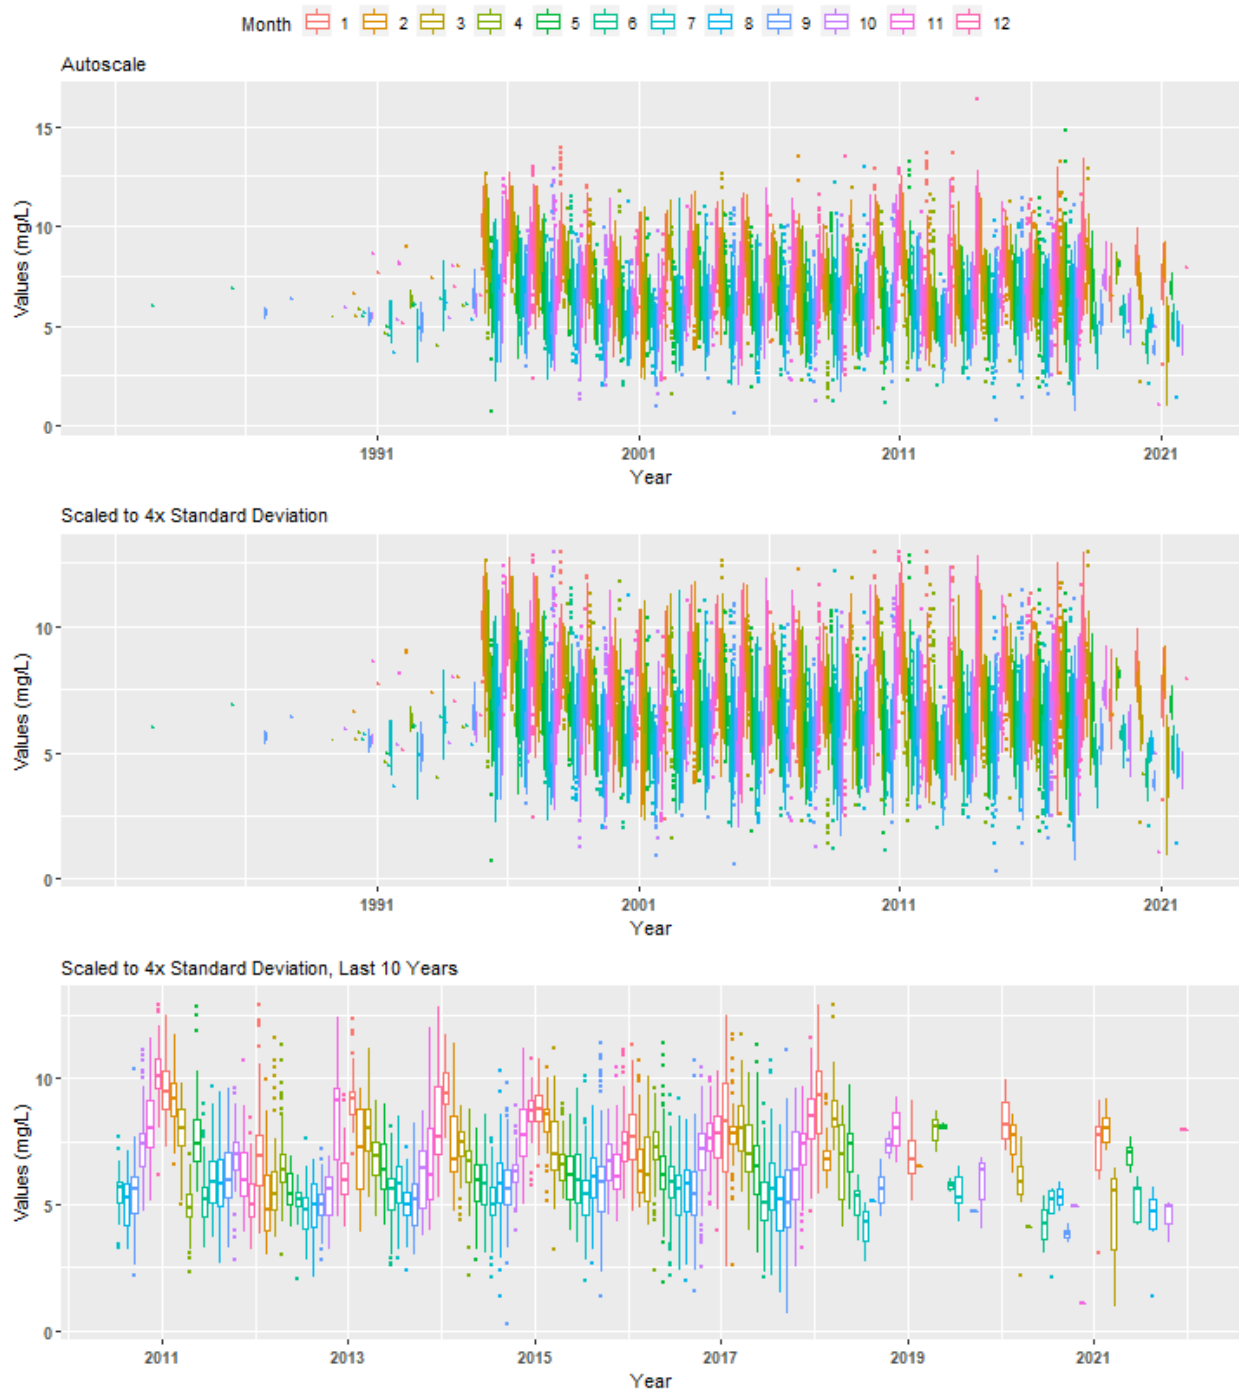 Month 1 2 3 4 5 6 7 8 9 10 11 12
Autoscale
15
10
5
0
Values (mg/L)
1991 2001 2011 2021
Year
Scaled to 4x Standard Deviation
10
5
0
Values (mg/L)
1991 2001 2011 2021
Year
Scaled to 4x Standard Deviation, Last 10 Years
10
5
0
Values (mg/L)
2011 2013 2015 2017 2019 2021
Year